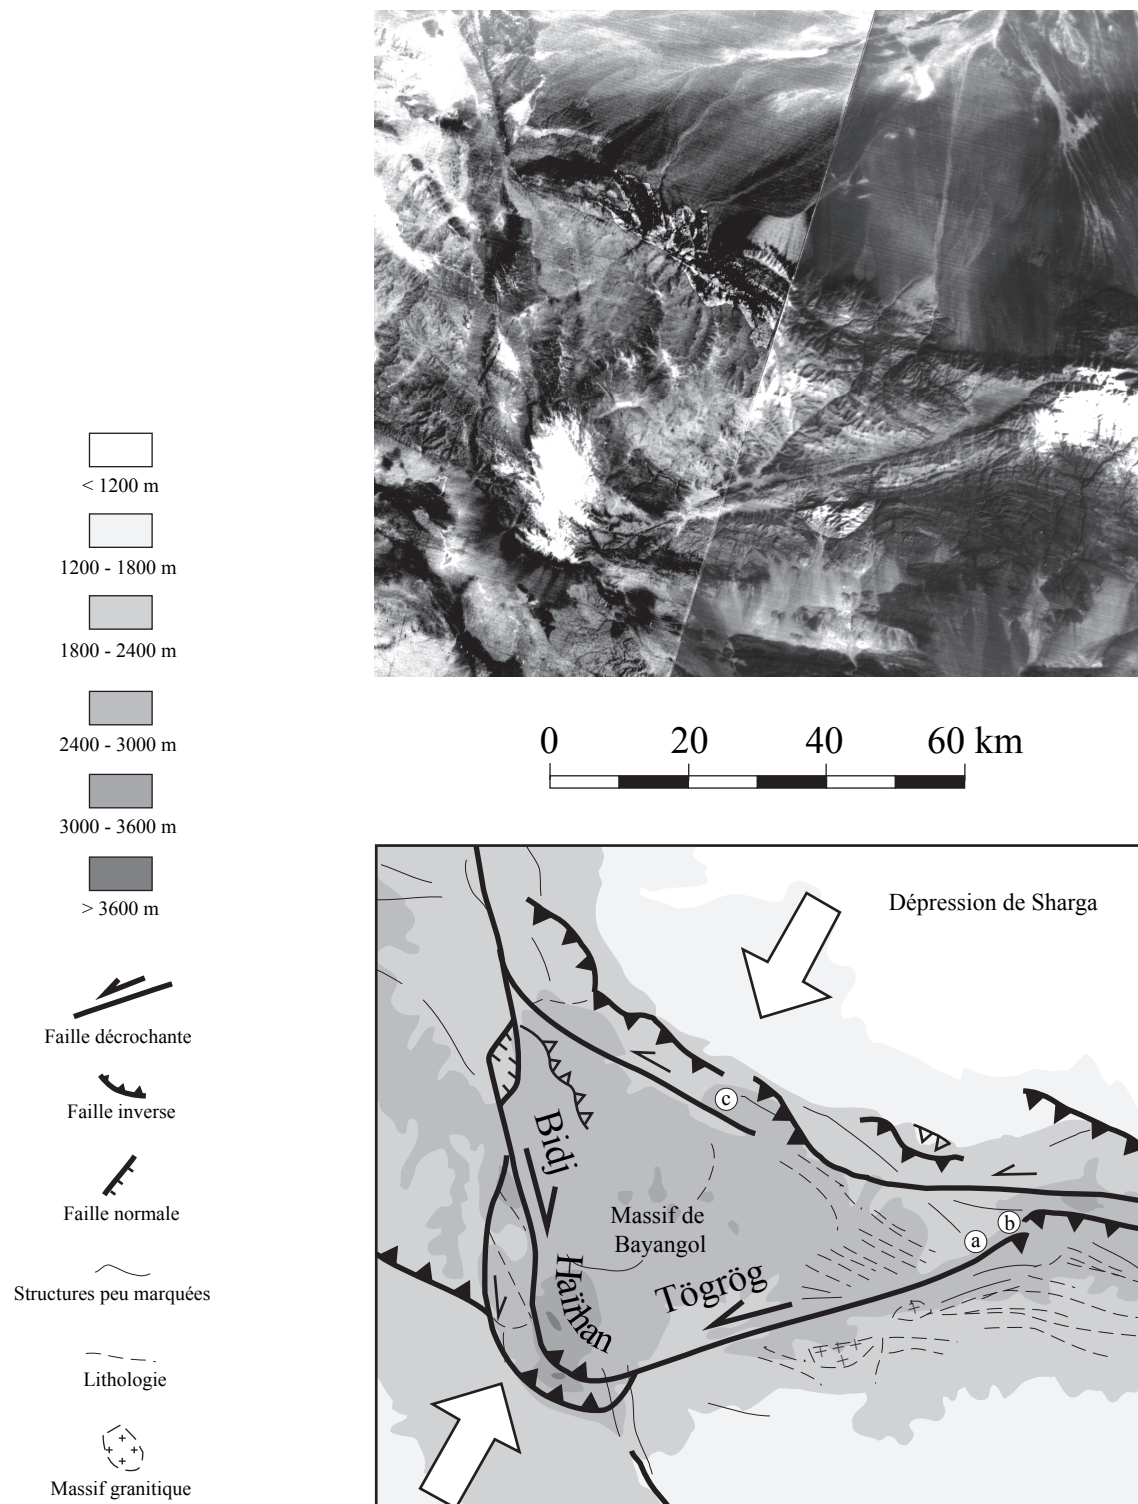 < 1200 m
1200 - 1800 m
1800 - 2400 m
2400 - 3000 m
3000 - 3600 m
> 3600 m
Faille décrochante
Faille inverse
Faille normale
Structures peu marquées
Lithologie
Massif granitique
0 20 40 60 km
Dépression de Sharga
c
Bidj
Massif de
Bayangol
b
a
Haïrhan
Tögrög